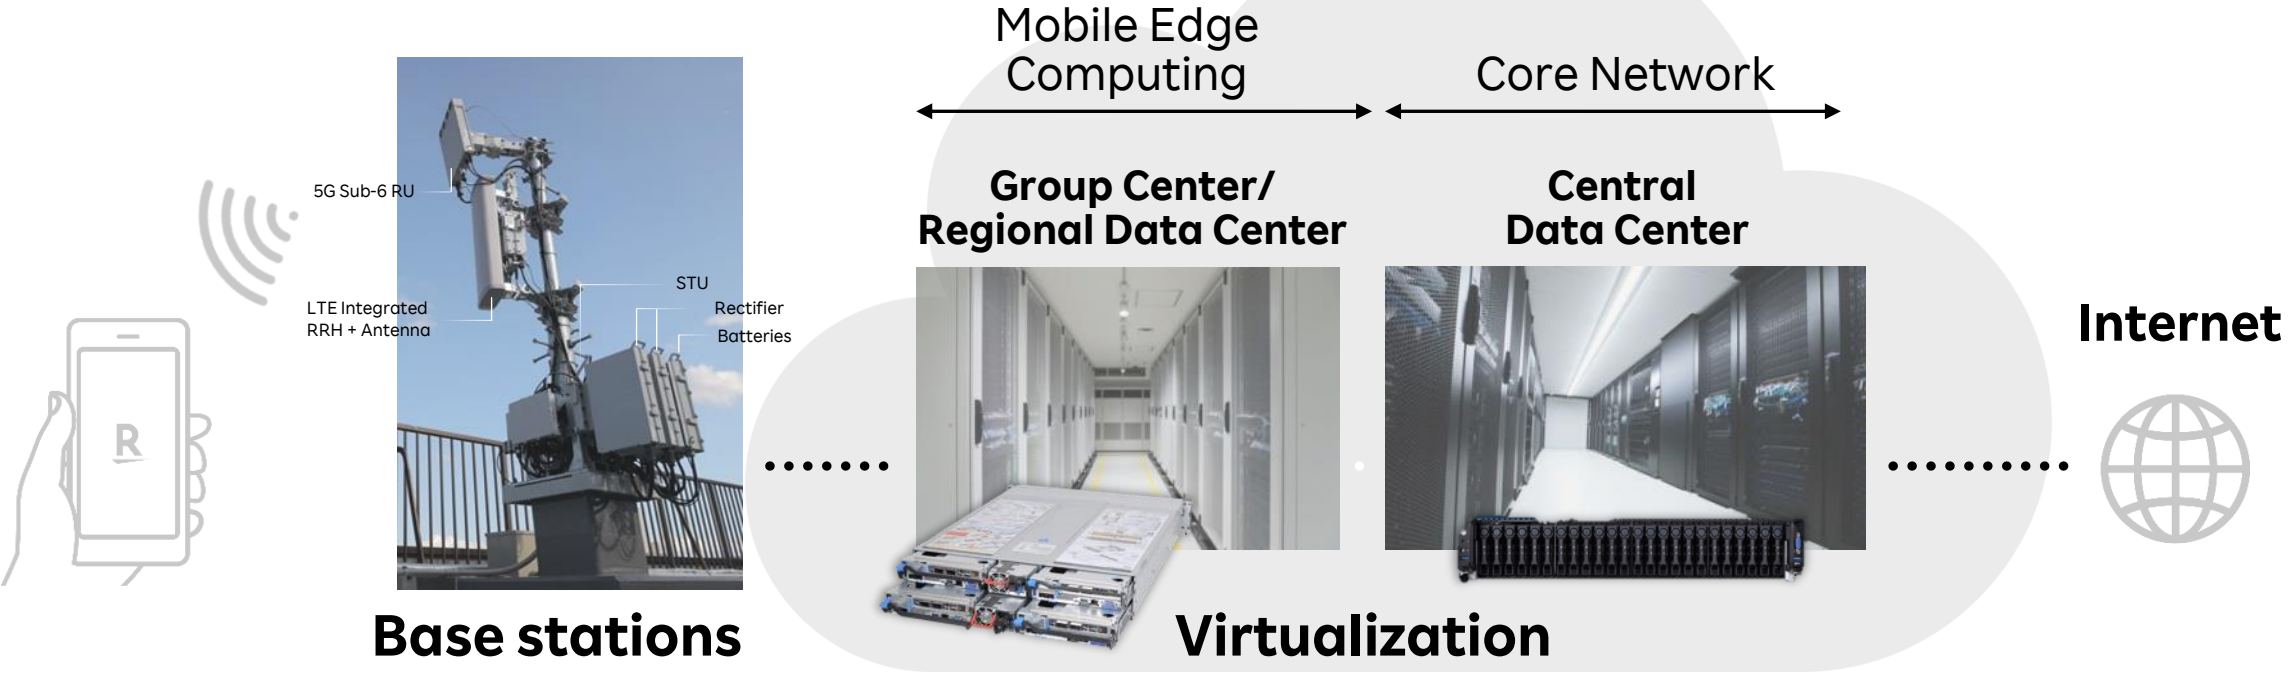 Mobile Edge
Computing
Core Network
Group Center/
Regional Data Center
Central
Data Center
5G Sub-6 RU
STU
LTE Integrated
RRH + Antenna
Rectifier
Batteries
Internet
R
Base stations
Virtualization